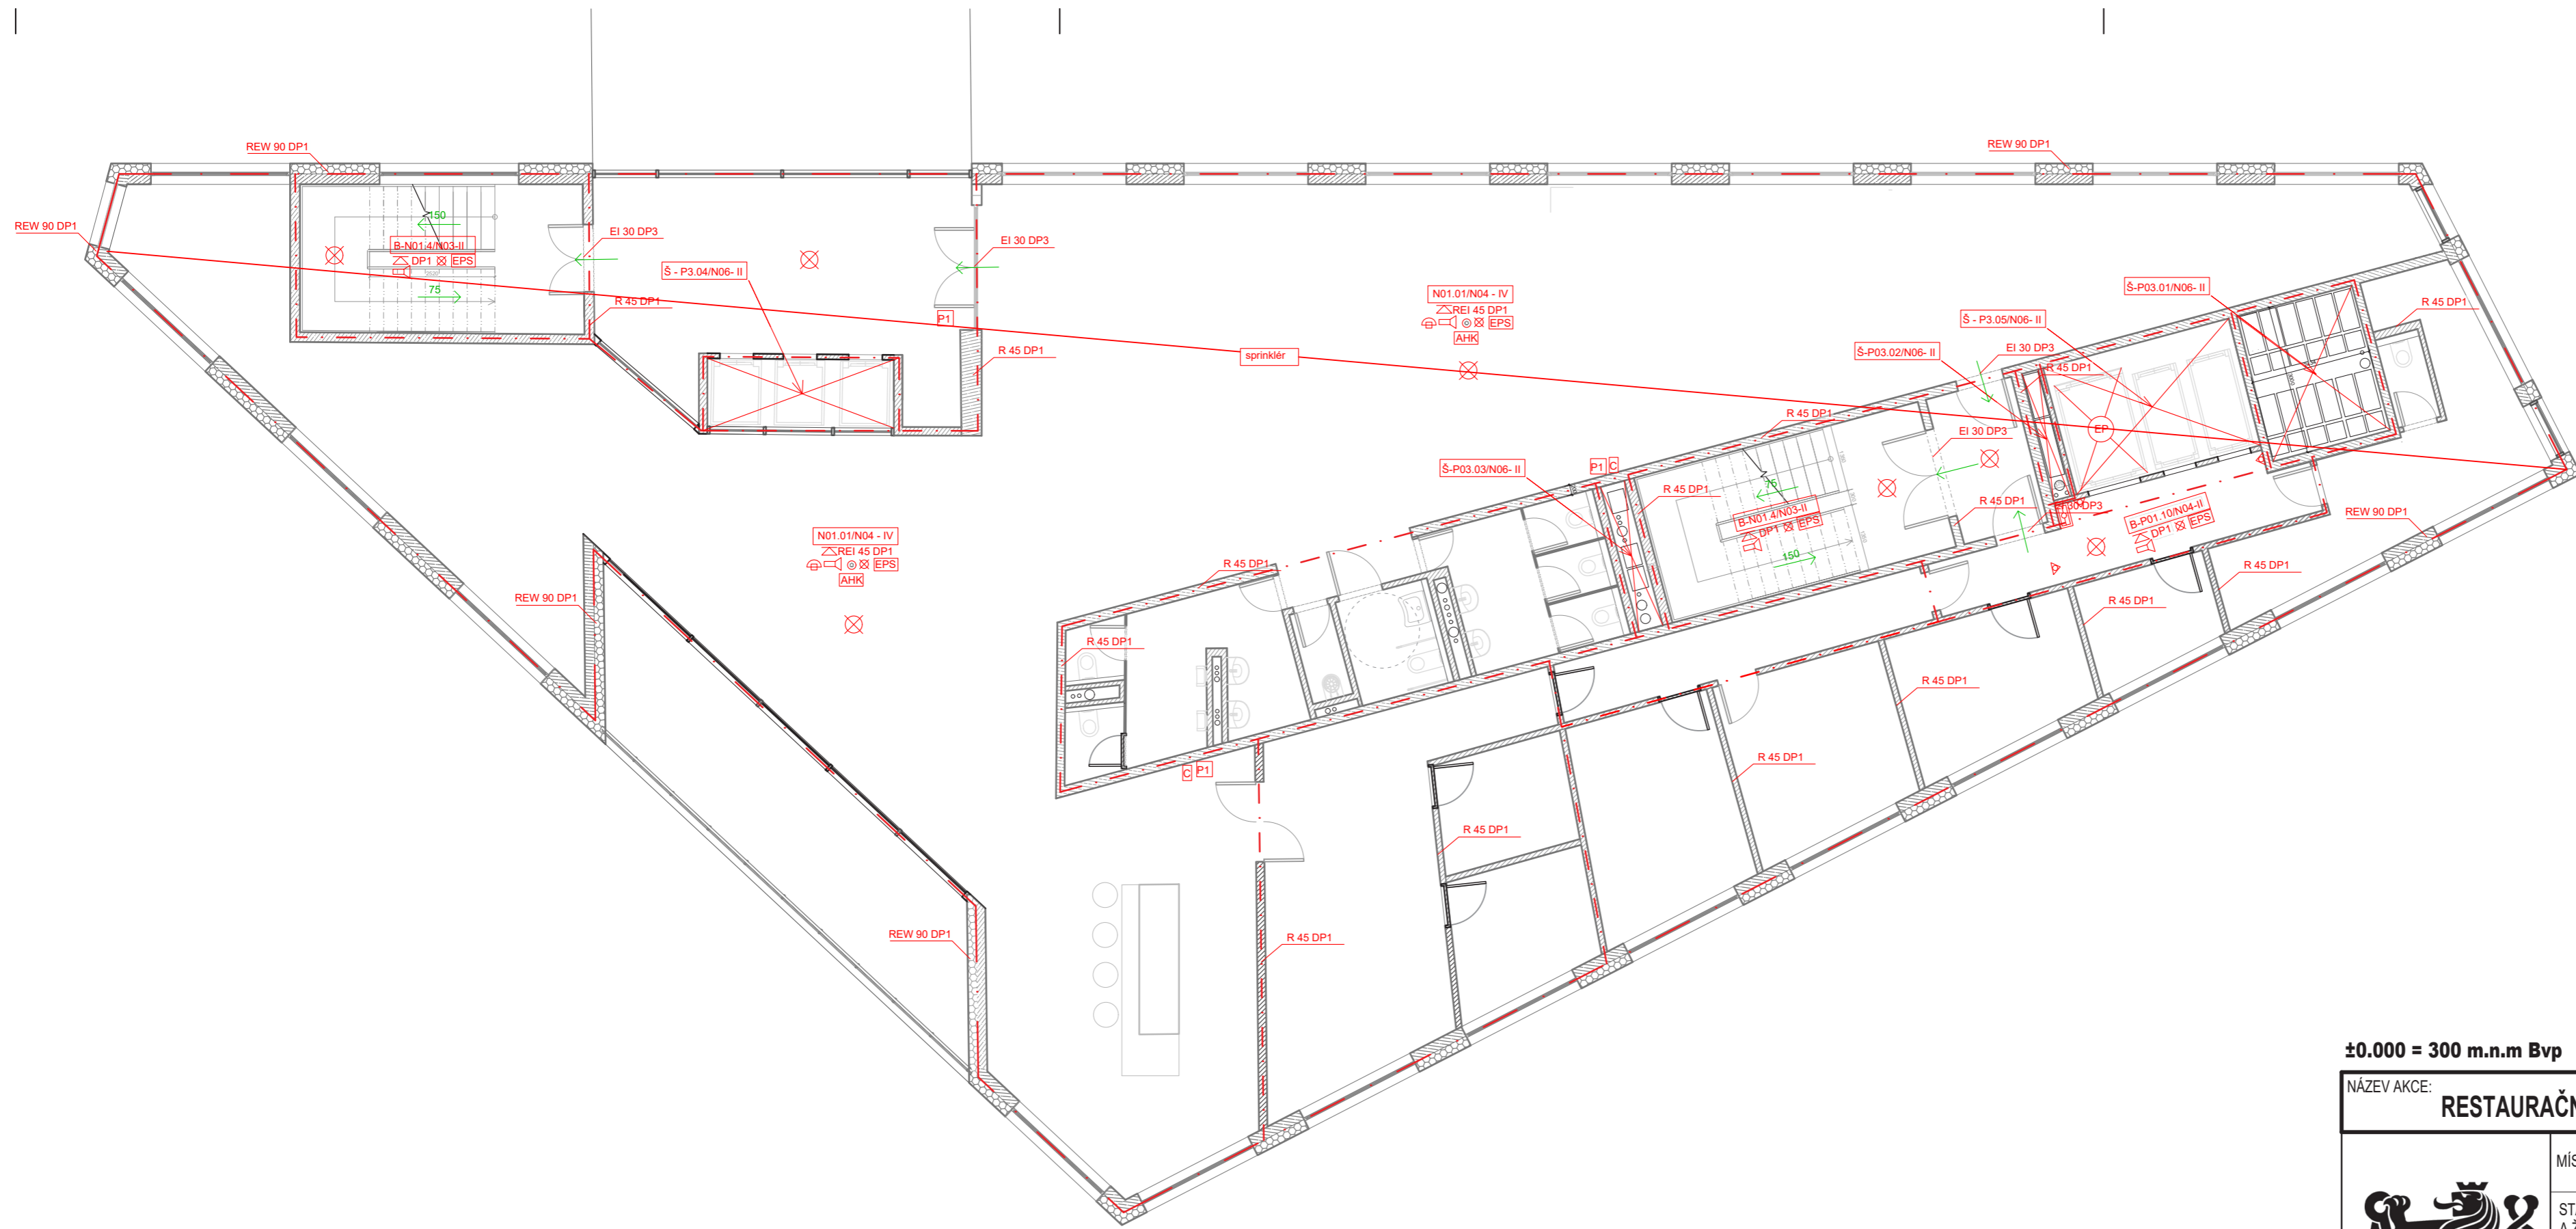 REW 90 DP1
REW 90 DP1
REW 90 DP1
150
B-N01.4/N03-II
DP1 EPS
75
EI 30 DP3
R 45 DP1
Š - P3.04/N06- II
EI 30 DP3
P1
R 45 DP1
sprinklér
N01.01/N04 - IV
REI 45 DP1
EPS
AHK
Š-P03.01/N06- II
R 45 DP1
Š - P3.05/N06- II
Š-P03.02/N06- II
EI 30 DP3
R 45 DP1
R 45 DP1
EI 30 DP3
EP
Š-P03.03/N06- II
P1 C
R 45 DP1
75
B-N01.4/N03-II
DP1 EPS
150
R 45 DP1
30 DP3
B-P01.10/N04-II
DP1 EPS
REW 90 DP1
N01.01/N04 - IV
REI 45 DP1
EPS
AHK
R 45 DP1
R 45 DP1
REW 90 DP1
R 45 DP1
R 45 DP1
R 45 DP1
C P1
R 45 DP1
R 45 DP1
REW 90 DP1
R 45 DP1
±0.000 = 300 m.n.m Bvp
NÁZEV AKCE:
RESTAURAČN
MÍS